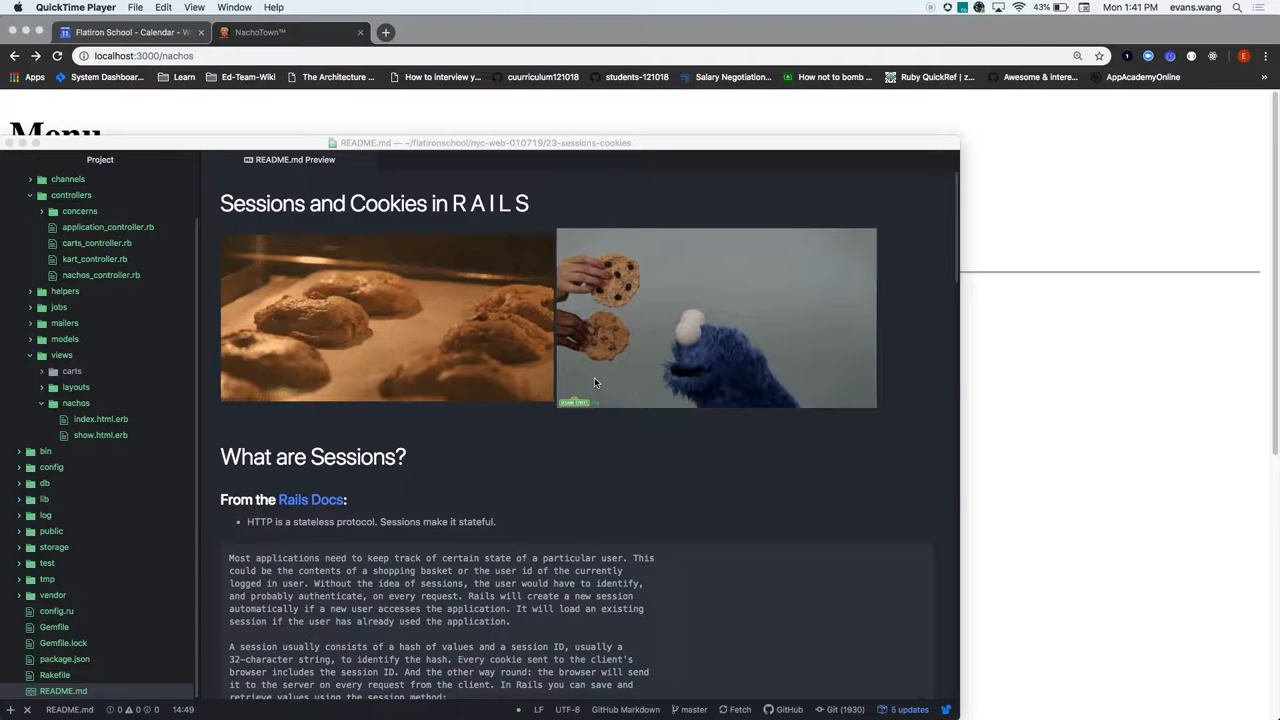 QuickTime Player File Edit View Window Help 43% Mon 1:41 PM evans.wang
Flatiron School - Calendar - W NachoTown™
localhost:3000/nachos
Apps System Dashboar... Learn Ed-Team-Wiki The Architecture ... How to interview y... cuurriculum121018 students-121018 Salary Negotiation... How not to bomb ... Ruby QuickRef | z... Awesome & intere... AppAcademyOnline »
Menu
README.md — ~/flatironschool/nyc-web-010719/23-sessions-cookies
Project
README.md Preview
channels
controllers
concerns
application_controller.rb
carts_controller.rb
kart_controller.rb
nachos_controller.rb
helpers
jobs
mailers
models
views
carts
layouts
nachos
index.html.erb
show.html.erb
bin
config
db
lib
log
public
storage
test
tmp
vendor
config.ru
Gemfile
Gemfile.lock
package.json
Rakefile
README.md
Sessions and Cookies in R A I L S
SESAME STREET
What are Sessions?
From the Rails Docs:
• HTTP is a stateless protocol. Sessions make it stateful.
Most applications need to keep track of certain state of a particular user. This
could be the contents of a shopping basket or the user id of the currently
logged in user. Without the idea of sessions, the user would have to identify,
and probably authenticate, on every request. Rails will create a new session
automatically if a new user accesses the application. It will load an existing
session if the user has already used the application.
A session usually consists of a hash of values and a session ID, usually a
32-character string, to identify the hash. Every cookie sent to the client's
browser includes the session ID. And the other way round: the browser will send
it to the server on every request from the client. In Rails you can save and
retrieve values using the session method:
README.md 0 0 0 14:49 LF UTF-8 GitHub Markdown master Fetch GitHub Git (1930) 5 updates